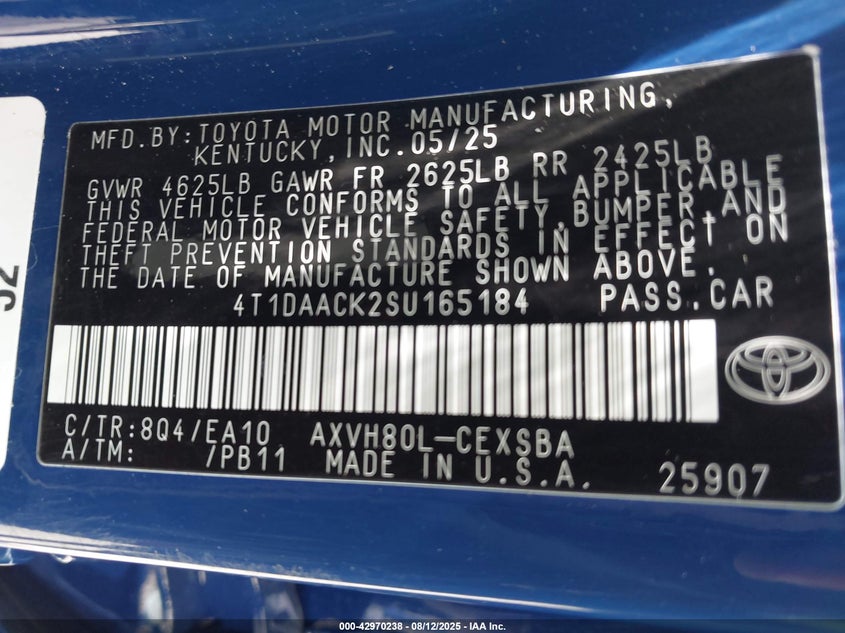 MFD.BY:TOYOTA MOTOR MANUFACTURING,
KENTUCKY,INC.05/25
GVWR 4625LB GAWR FR 2625LB RR 2425LB
THIS VEHICLE CONFORMS TO ALL APPLICABLE
FEDERAL MOTOR VEHICLE SAFETY,BUMPER,AND
THEFT PREVENTION STANDARDS IN EFFECT ON
THE DATE OF MANUFACTURE SHOWN ABOVE.
4T1DAACK2SU165184 PASS.CAR
C/TR:8Q4/EA10 AXVH80L-CEXSBA
A/TM: /PB11 MADE IN U.S.A. 25907
000-42970238 - 08/12/2025 - IAA Inc.